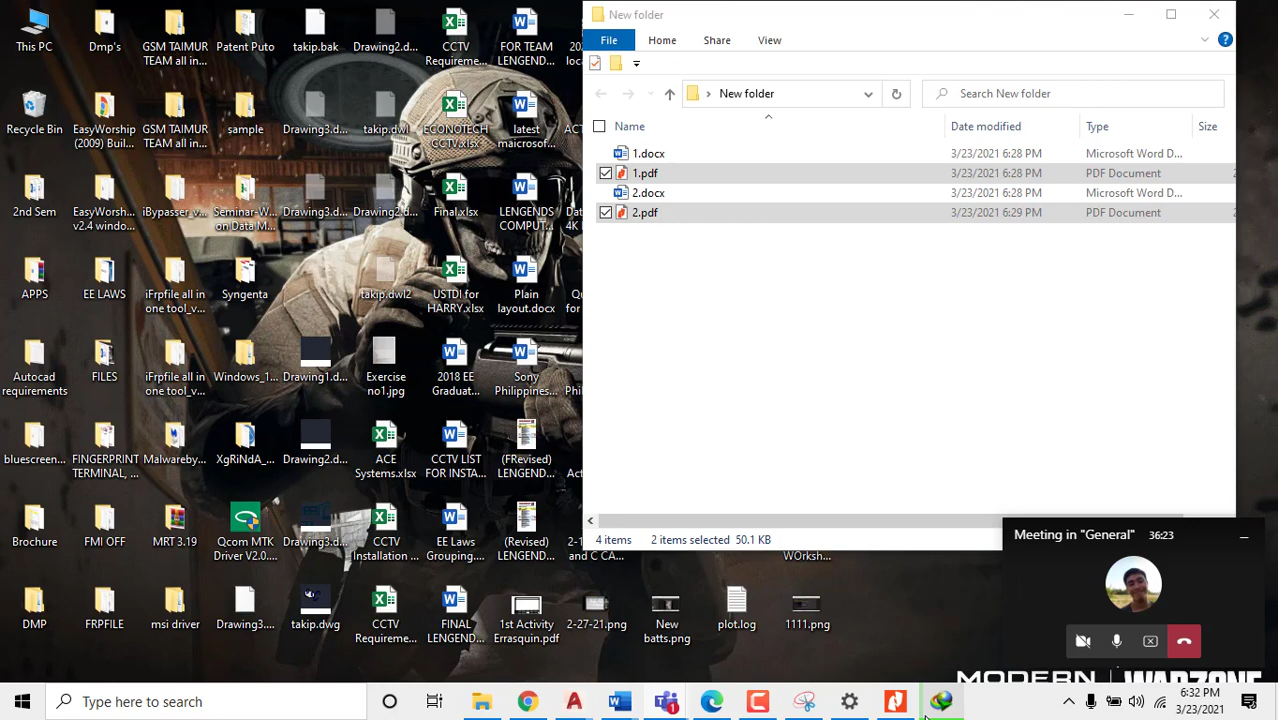 This PC
Dmp's
GSM TAIMUR
TEAM all in...
Patent Puto
takip.bak
Drawing2.d...
CCTV
Requireme...
FOR TEAM
LENGEND...
Recycle Bin
EasyWorship
(2009) Buil...
GSM TAIMUR
TEAM all in...
sample
Drawing3.d...
takip.dwl
ECONOTECH
CCTV.xlsx
latest
maicrosof...
2nd Sem
EasyWorsh...
v2.4 windo...
iBypasser_v...
Seminar-W...
on Data M...
Drawing3.d...
Drawing2.d...
Final.xlsx
LENGENDS
COMPUT...
APPS
EE LAWS
iFrpfile all in
one tool_v...
Syngenta
takip.dwl2
USTDI for
HARRY.xlsx
Plain
layout.docx
Autocad
requirements
FILES
iFrpfile all in
one tool_v...
Windows_1...
Drawing1.d...
Exercise
no1.jpg
2018 EE
Graduat...
Sony
Philippines...
bluescreen...
FINGERPRINT
TERMINAL, ...
Malwareby...
XgRiNdA_...
Drawing2.d...
ACE
Systems.xlsx
CCTV LIST
FOR INSTA...
(FRevised)
LENGEND...
Brochure
FMI OFF
MRT 3.19
Qcom MTK
Driver V2.0...
Drawing3.d...
CCTV
Installation ...
EE Laws
Grouping....
(Revised)
LENGEND...
and C CA...
WOrksh...
DMP
FRPFILE
msi driver
Drawing3....
takip.dwg
CCTV
Requireme...
FINAL
LENGEND...
1st Activity
Errasquin.pdf
2-27-21.png
New
batts.png
plot.log
1111.png
New folder
File
Home
Share
View
New folder
Search New folder
Name
Date modified
Type
Size
1.docx
3/23/2021 6:28 PM
Microsoft Word D...
1.pdf
3/23/2021 6:28 PM
PDF Document
2.docx
3/23/2021 6:28 PM
Microsoft Word D...
2.pdf
3/23/2021 6:29 PM
PDF Document
4 items
2 items selected 50.1 KB
Meeting in "General"
36:23
MODERN
WARZONE
Type here to search
6:32 PM
3/23/2021